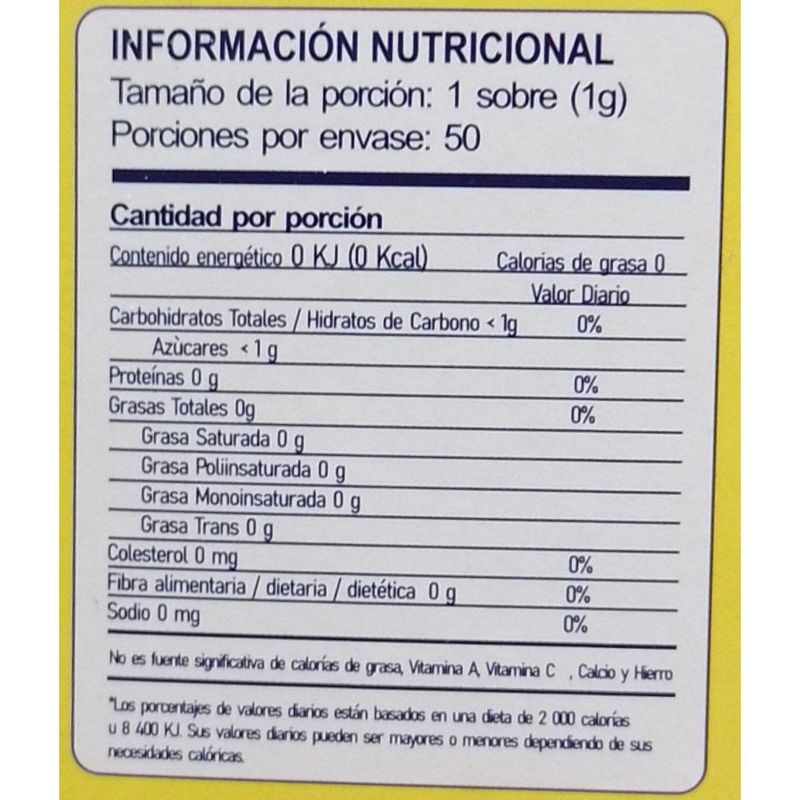 INFORMACIÓN NUTRICIONAL
Tamaño de la porción: 1 sobre (1g)
Porciones por envase: 50
Cantidad por porción
Contenido energético 0 KJ (0 Kcal) Calorias de grasa 0
Valor Diario
Carbohidratos Totales / Hidratos de Carbono < 1g 0%
Azùcares < 1 g
Proteínas 0 g 0%
Grasas Totales 0g 0%
Grasa Saturada 0 g
Grasa Poliinsaturada 0 g
Grasa Monoinsaturada 0 g
Grasa Trans 0 g
Colesterol 0 mg 0%
Fibra alimentaria / dietaria / dietética 0 g 0%
Sodio 0 mg 0%
No es fuente significativa de calorías de grasa, Vitamina A, Vitamina C , Calcio y Hierro
*Los porcentajes de valores diarios están basados en una dieta de 2 000 calorías
u 8 400 KJ. Sus valores diarios pueden ser mayores o menores dependiendo de sus
necesidades calóricas.